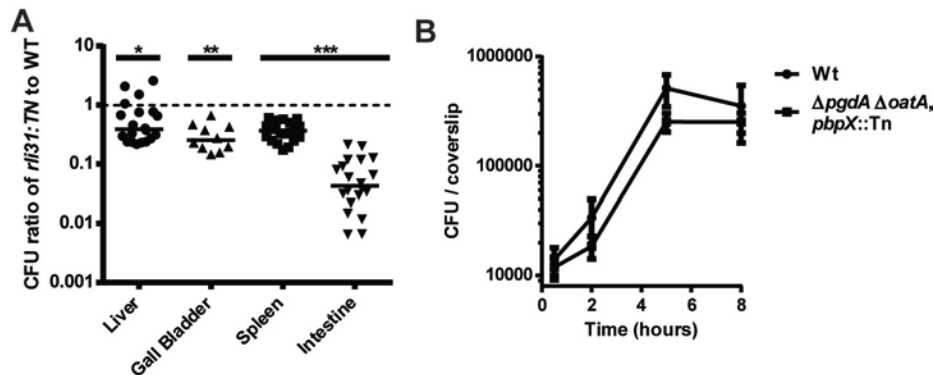 A
CFU ratio of rli31:TN to WT
10
1
0.1
0.01
0.001
*
**
***
Liver
Gall Bladder
Spleen
Intestine
B
CFU / coverslip
1000000
100000
10000
0
2
4
6
8
Time (hours)
Wt
ΔpgdA ΔoatA,
pbpX::Tn